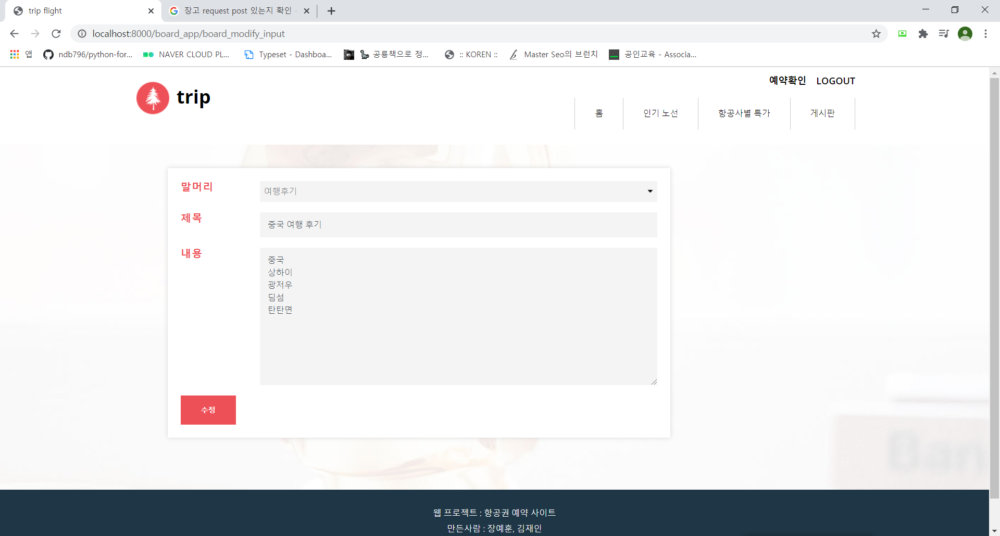 trip flight
장고 request post 있는지 확인 -
localhost:8000/board_app/board_modify_input
앱
ndb796/python-for...
NAVER CLOUD PL...
Typeset - Dashboa...
공룡책으로 정...
:: KOREN ::
Master Seo의 브런치
공인교육 - Associa...
예약확인 LOGOUT
trip
홈 인기 노선 항공사별 특가 게시판
말머리 여행후기
제목 중국 여행 후기
내용 중국
상하이
광저우
딤섬
탄탄면
수정
Ban
웹 프로젝트 : 항공권 예약 사이트
만든사람 : 장예훈, 김재인